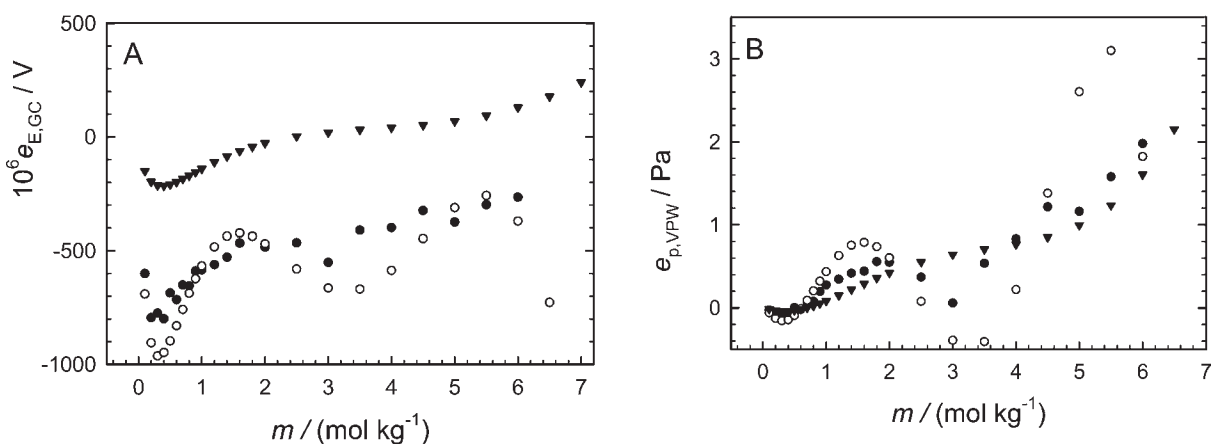 A
500
0
-500
-1000
10⁶e_E,GC / V
0 1 2 3 4 5 6 7
m / (mol kg⁻¹)
B
3
2
1
0
e_p,VPW / Pa
0 1 2 3 4 5 6 7
m / (mol kg⁻¹)